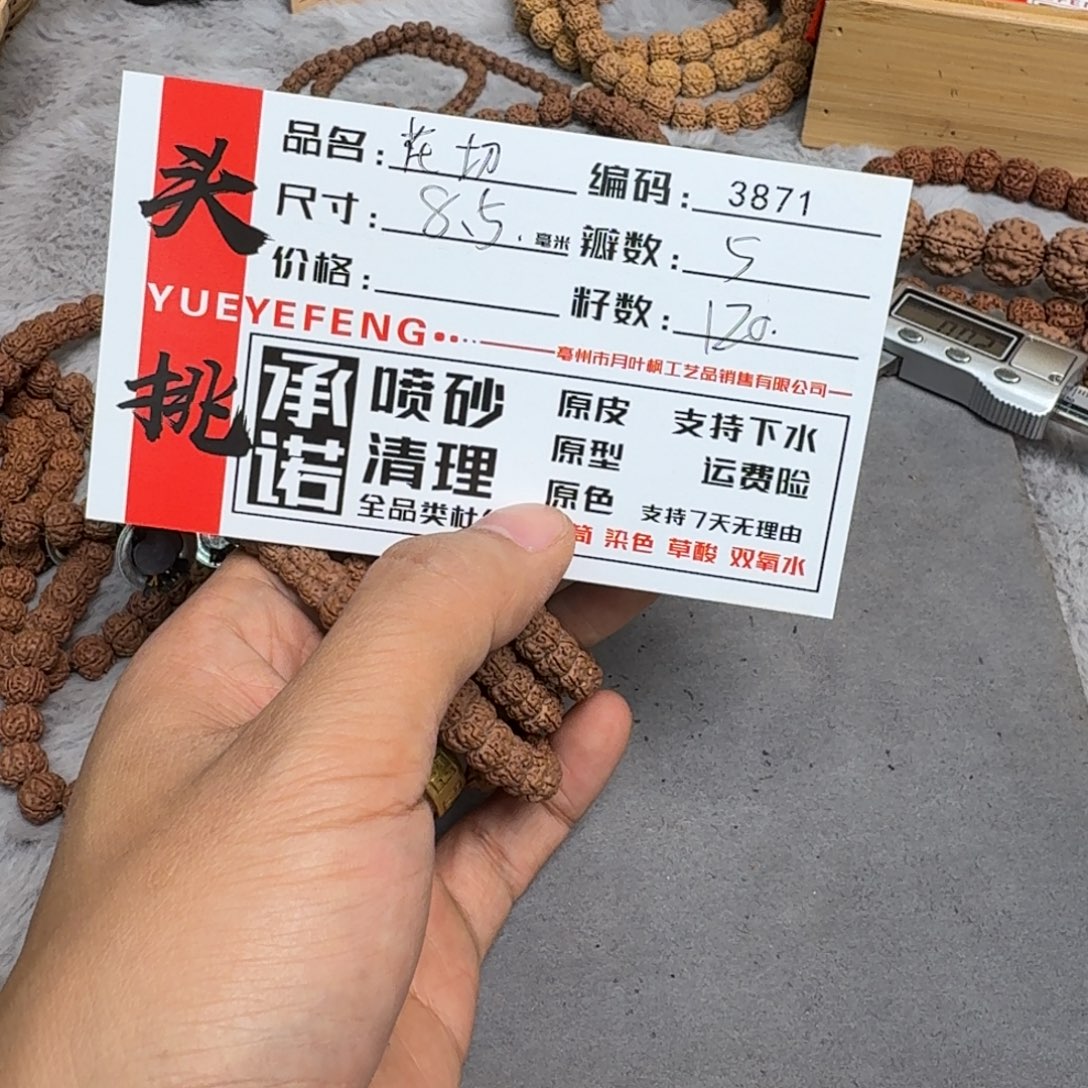 头挑
品名：花切 编码：3871
尺寸：8.5 毫米 瓣数：5
价格： 籽数：120.
YUEYEFENG
亳州市月叶枫工艺品销售有限公司
承诺
喷砂 原皮 支持下水
清理 原型 运费险
全品类杜 原色 支持7天无理由
筒 染色 草酸 双氧水